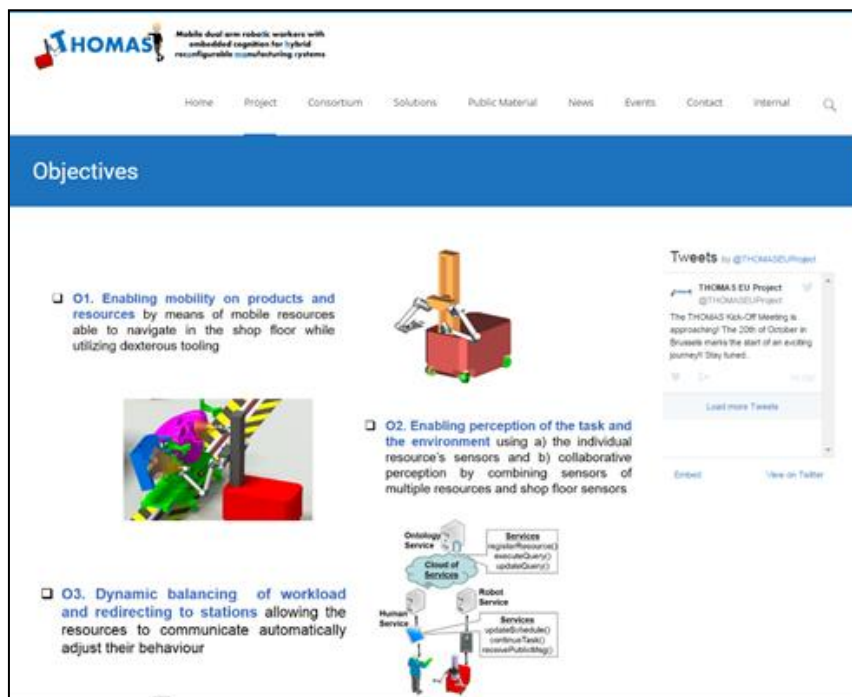 THOMAS
Mobile dual arm robotic workers with
embedded cognition for hybrid
reconfigurable manufacturing systems
Home Project Consortium Solutions Public Material News Events Contact Internal
Objectives
O1. Enabling mobility on products and
resources by means of mobile resources
able to navigate in the shop floor while
utilizing dexterous tooling
O2. Enabling perception of the task and
the environment using a) the individual
resource's sensors and b) collaborative
perception by combining sensors of
multiple resources and shop floor sensors
O3. Dynamic balancing of workload
and redirecting to stations allowing the
resources to communicate automatically
adjust their behaviour
Ontology
Service
Services
registerResource()
executeQuery()
updateQuery()
Cloud of
Services
Human
Service
Robot
Service
Services
updateSchedule()
continueTask()
receivePublicMsg()
Tweets by @THOMASEUProject
THOMAS EU Project
@THOMASEUProject
The THOMAS Kick-Off Meeting is
approaching! The 20th of October in
Brussels marks the start of an exciting
journey!! Stay tuned.
Load more Tweets
Embed View on Twitter